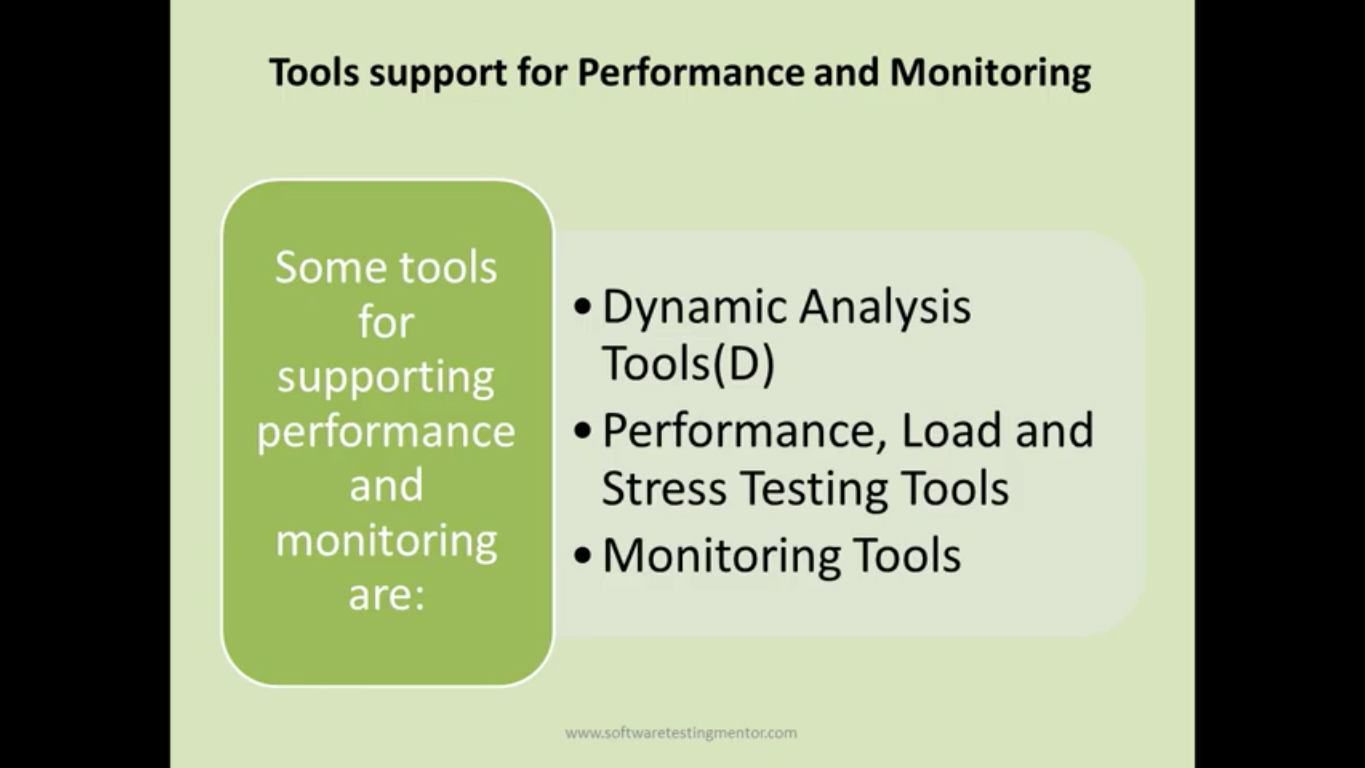 Tools support for Performance and Monitoring
Some tools
for
supporting
performance
and
monitoring
are:
•Dynamic Analysis
Tools(D)
•Performance, Load and
Stress Testing Tools
•Monitoring Tools
www.softwaretestingmentor.com